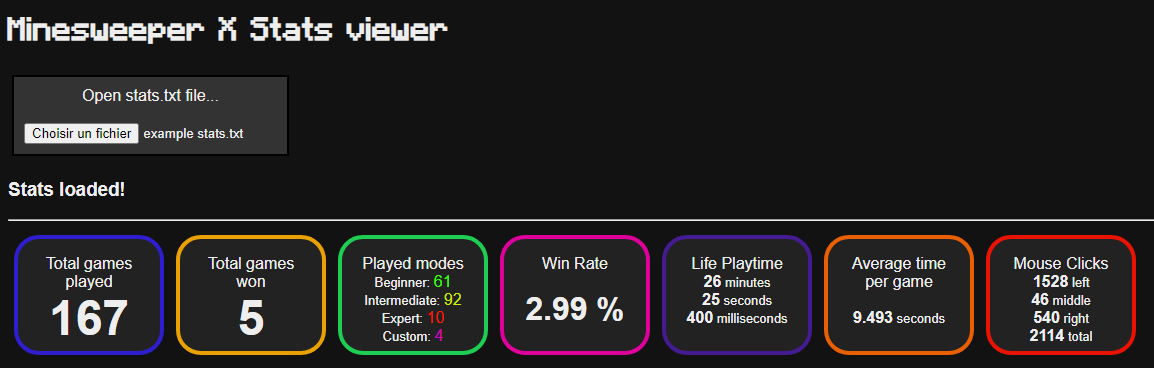 Minesweeper X Stats viewer
Open stats.txt file...
Choisir un fichier example stats.txt
Stats loaded!
Total games
played
167
Total games
won
5
Played modes
Beginner: 61
Intermediate: 92
Expert: 10
Custom: 4
Win Rate
2.99 %
Life Playtime
26 minutes
25 seconds
400 milliseconds
Average time
per game
9.493 seconds
Mouse Clicks
1528 left
46 middle
540 right
2114 total